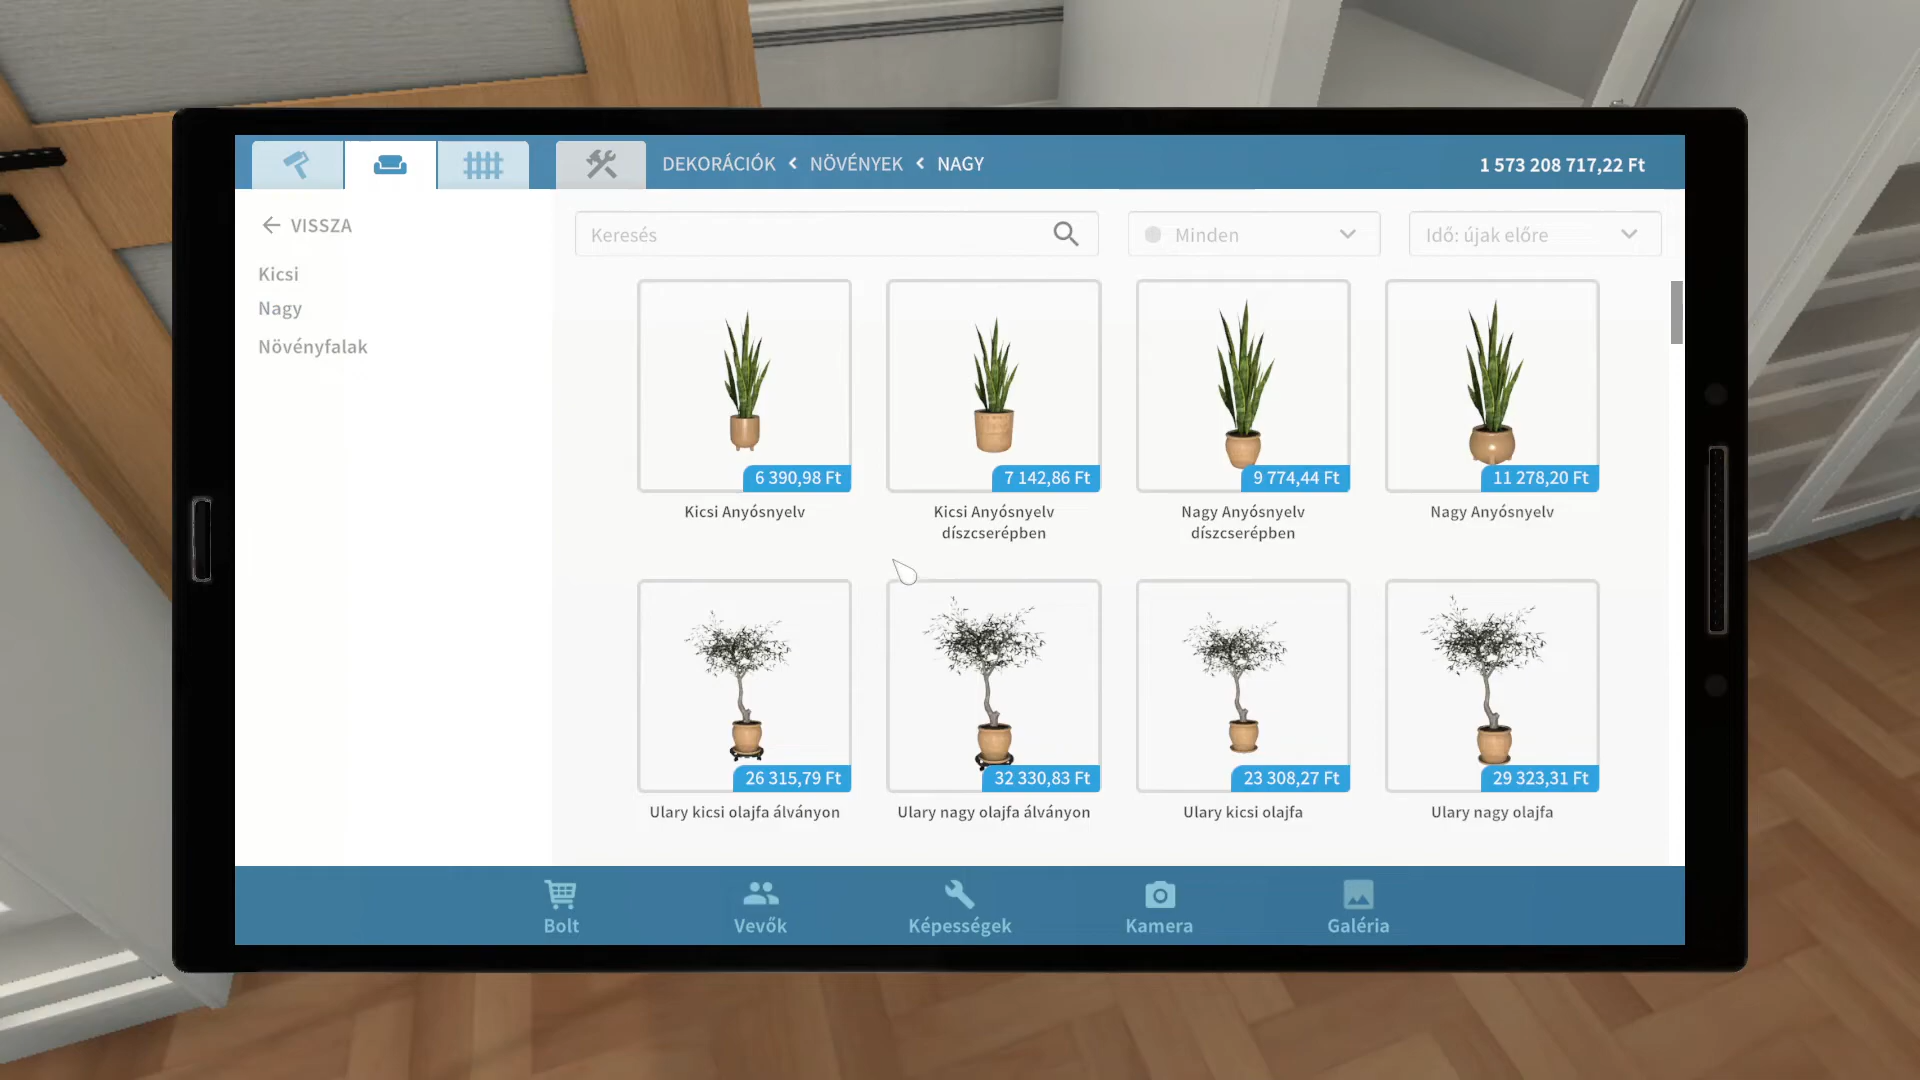 DEKORÁCIÓK < NÖVÉNYEK < NAGY
1 573 208 717,22 Ft
VISSZA
Kicsi
Nagy
Növényfalak
Keresés
Minden
Idő: újak előre
6 390,98 Ft
7 142,86 Ft
9 774,44 Ft
11 278,20 Ft
Kicsi Anyósnyelv
Kicsi Anyósnyelv
díszcserépben
Nagy Anyósnyelv
díszcserépben
Nagy Anyósnyelv
26 315,79 Ft
32 330,83 Ft
23 308,27 Ft
29 323,31 Ft
Ulary kicsi olajfa álványon
Ulary nagy olajfa álványon
Ulary kicsi olajfa
Ulary nagy olajfa
Bolt
Vevők
Képességek
Kamera
Galéria